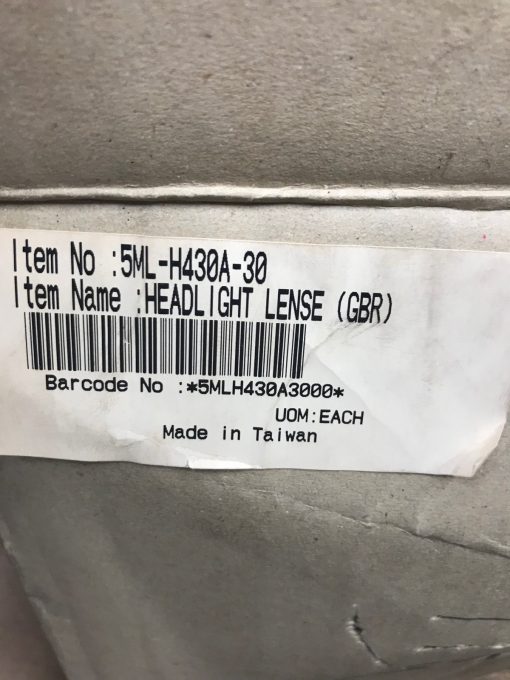 Item No :5ML-H430A-30
Item Name :HEADLIGHT LENSE (GBR)
Barcode No :*5MLH430A3000*
UOM:EACH
Made in Taiwan